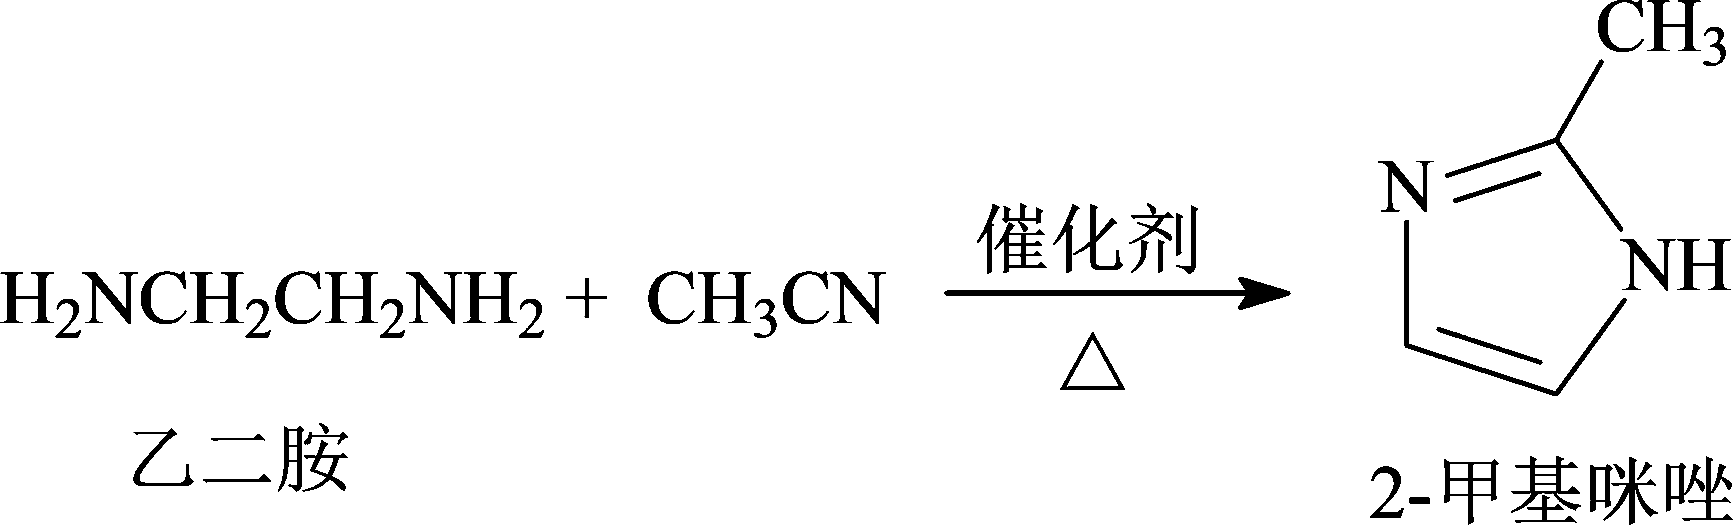 CH₃
N
NH
催化剂
H₂NCH₂CH₂NH₂ + CH₃CN
△
乙二胺
2-甲基咪唑